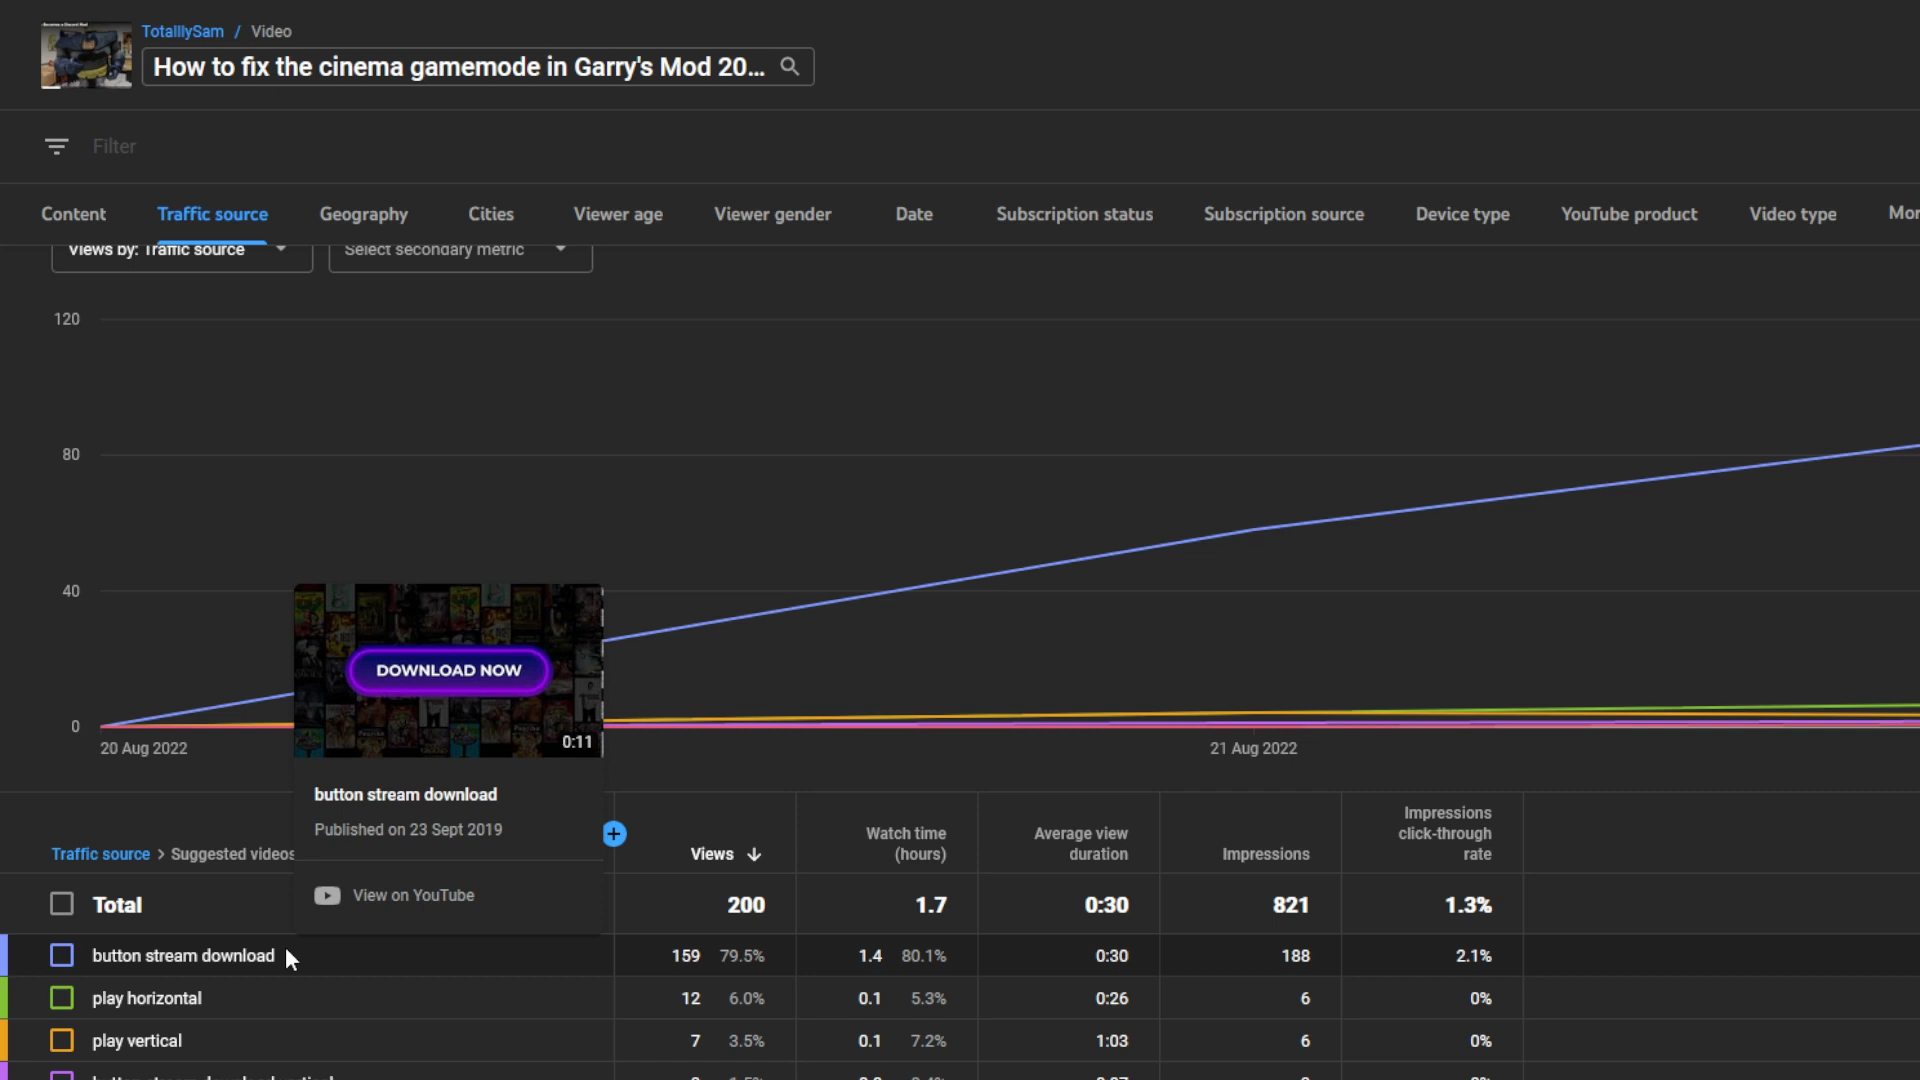 TotalllySam / Video
How to fix the cinema gamemode in Garry's Mod 20...
Filter
Content Traffic source Geography Cities Viewer age Viewer gender Date Subscription status Subscription source Device type YouTube product Video type Mor
Views by: Traffic source Select secondary metric
120
80
40
0
20 Aug 2022 21 Aug 2022
DOWNLOAD NOW
0:11
button stream download
Published on 23 Sept 2019
View on YouTube
Traffic source > Suggested videos Views Watch time (hours) Average view duration Impressions Impressions click-through rate
Total 200 1.7 0:30 821 1.3%
button stream download 159 79.5% 1.4 80.1% 0:30 188 2.1%
play horizontal 12 6.0% 0.1 5.3% 0:26 6 0%
play vertical 7 3.5% 0.1 7.2% 1:03 6 0%